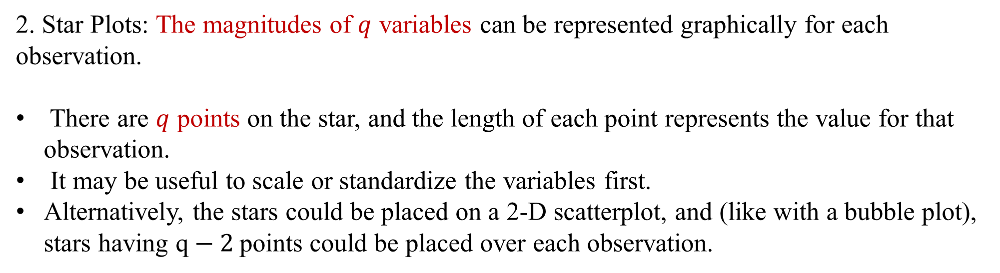 2. Star Plots: The magnitudes of q variables can be represented graphically for each
observation.
• There are q points on the star, and the length of each point represents the value for that
observation.
• It may be useful to scale or standardize the variables first.
• Alternatively, the stars could be placed on a 2-D scatterplot, and (like with a bubble plot),
stars having q − 2 points could be placed over each observation.